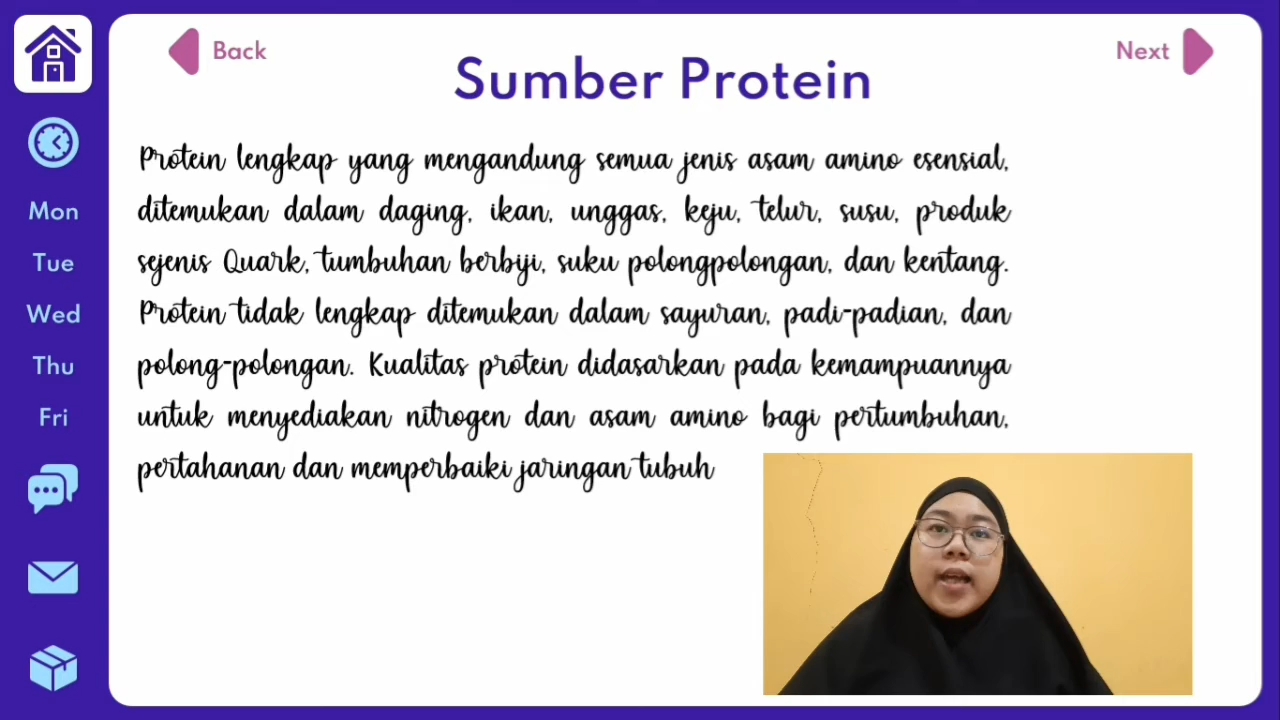 Back
Next
Sumber Protein
Mon
Tue
Wed
Thu
Fri
Protein lengkap yang mengandung semua jenis asam amino esensial,
ditemukan dalam daging, ikan, unggas, keju, telur, susu, produk
sejenis Quark, tumbuhan berbiji, suku polongpolongan, dan kentang.
Protein tidak lengkap ditemukan dalam sayuran, padi-padian, dan
polong-polongan. Kualitas protein didasarkan pada kemampuannya
untuk menyediakan nitrogen dan asam amino bagi pertumbuhan,
pertahanan dan memperbaiki jaringan tubuh